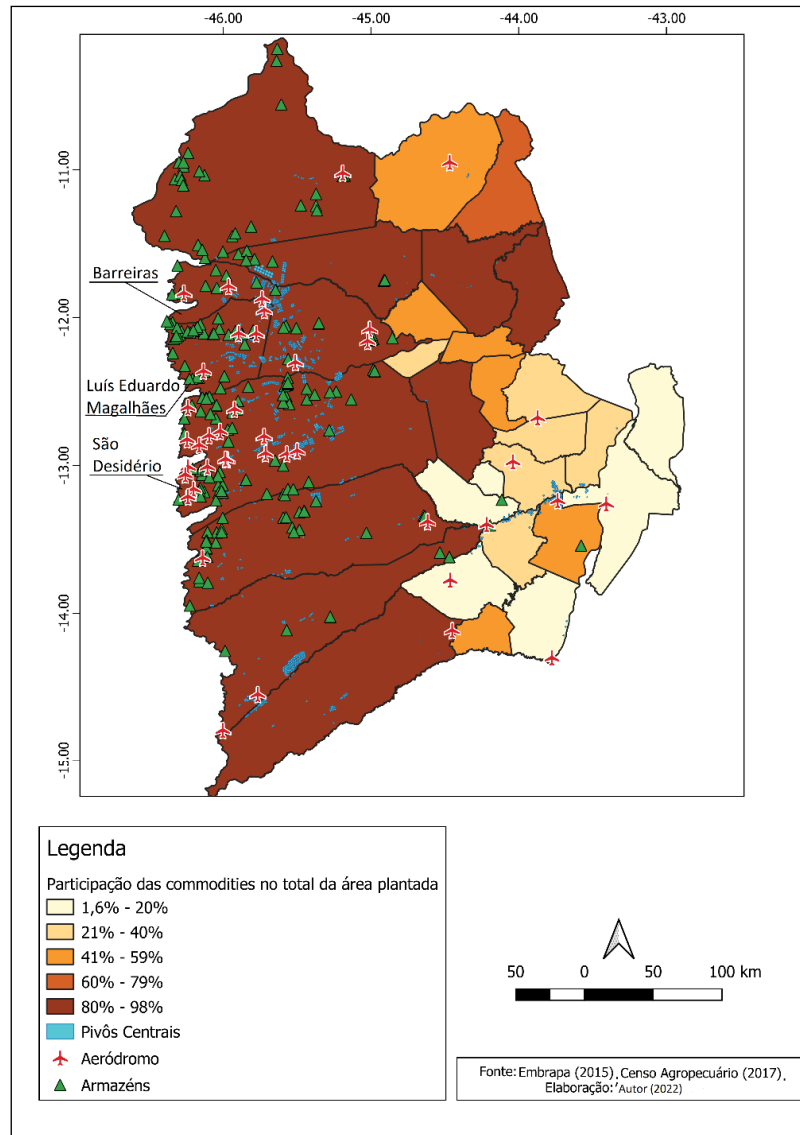 -46.00
-45.00
-44.00
-43.00
-11.00
-12.00
-13.00
-14.00
-15.00
Barreiras
Luís Eduardo
Magalhães
São
Desidério
Legenda
Participação das commodities no total da área plantada
1,6% - 20%
21% - 40%
41% - 59%
60% - 79%
80% - 98%
Pivôs Centrais
Aeródromo
Armazéns
50 0 50 100 km
Fonte: Embrapa (2015), Censo Agropecuário (2017).
Elaboração:'Autor (2022)